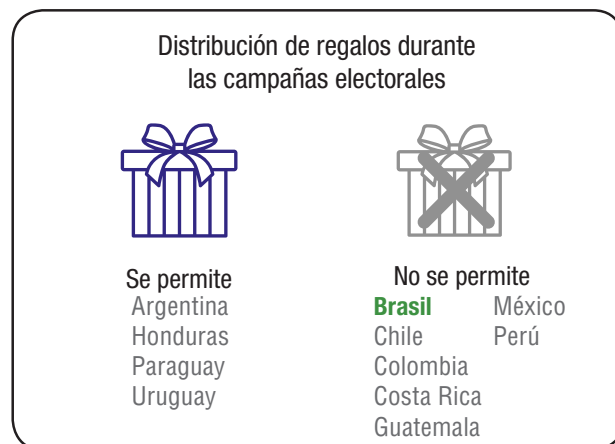 Distribución de regalos durante
las campañas electorales
Se permite
Argentina
Honduras
Paraguay
Uruguay
No se permite
Brasil
Chile
Colombia
Costa Rica
Guatemala
México
Perú